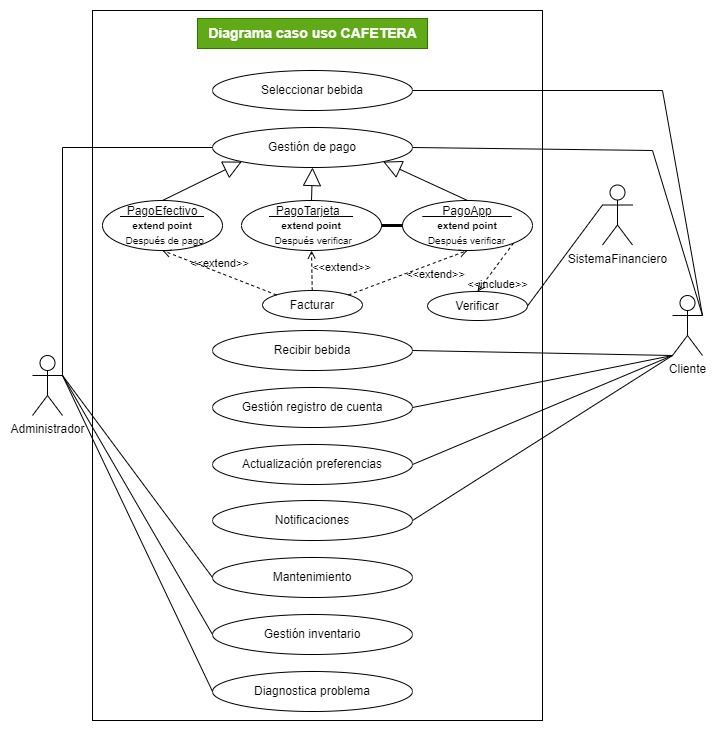 Diagrama caso uso CAFETERA
Seleccionar bebida
Gestión de pago
PagoEfectivo
extend point
Después de pago
PagoTarjeta
extend point
Después verificar
PagoApp
extend point
Después verificar
SistemaFinanciero
<<extend>>
<<extend>>
<<extend>>
<<include>>
Facturar
Verificar
Recibir bebida
Cliente
Gestión registro de cuenta
Administrador
Actualización preferencias
Notificaciones
Mantenimiento
Gestión inventario
Diagnostica problema